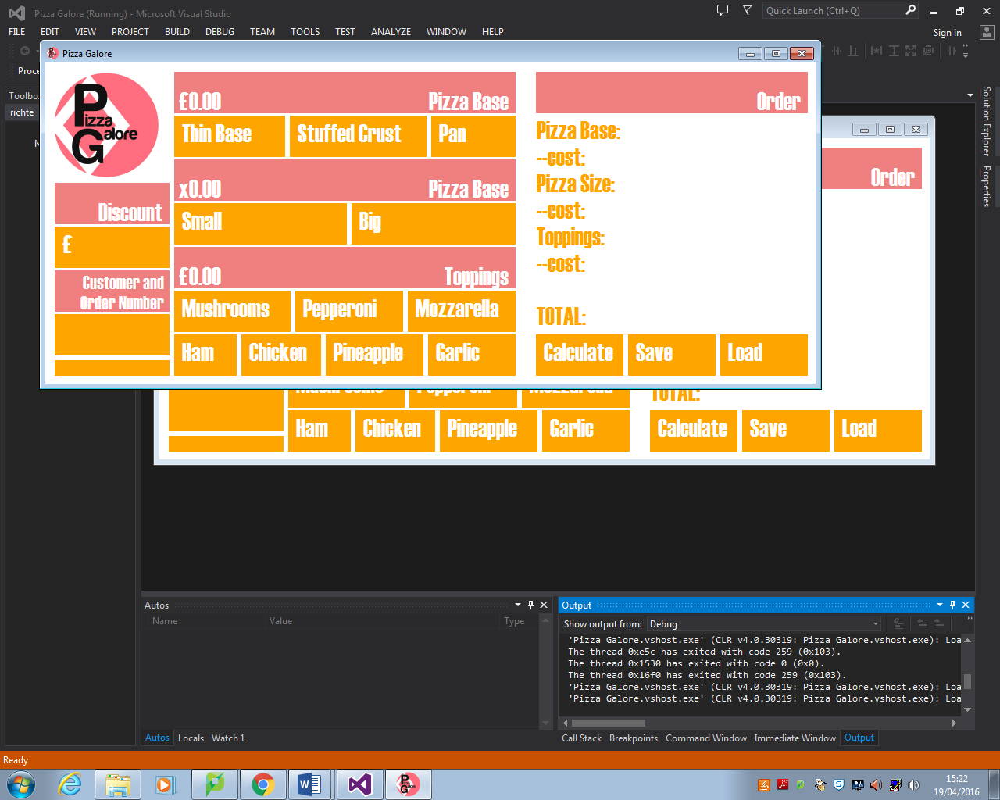 Pizza Galore (Running) - Microsoft Visual Studio
Quick Launch (Ctrl+Q)
FILE EDIT VIEW PROJECT BUILD DEBUG TEAM TOOLS TEST ANALYZE WINDOW HELP
Sign in
Pizza Galore
Proce
Toolbo
richte
N
Solution Explorer
Properties
Pizza
Galore
Discount
£
Customer and
Order Number
£0.00 Pizza Base
Thin Base Stuffed Crust Pan
x0.00 Pizza Base
Small Big
£0.00 Toppings
Mushrooms Pepperoni Mozzarella
Ham Chicken Pineapple Garlic
Order
Pizza Base:
--cost:
Pizza Size:
--cost:
Toppings:
--cost:
TOTAL:
Calculate Save Load
Order
TOTAL:
Ham Chicken Pineapple Garlic Calculate Save Load
Autos
Name Value Type
Autos Locals Watch 1
Output
Show output from: Debug
'Pizza Galore.vshost.exe' (CLR v4.0.30319: Pizza Galore.vshost.exe): Loa
The thread 0xe5c has exited with code 259 (0x103).
The thread 0x1530 has exited with code 0 (0x0).
The thread 0x16f0 has exited with code 259 (0x103).
'Pizza Galore.vshost.exe' (CLR v4.0.30319: Pizza Galore.vshost.exe): Loa
'Pizza Galore.vshost.exe' (CLR v4.0.30319: Pizza Galore.vshost.exe): Loa
Call Stack Breakpoints Command Window Immediate Window Output
Ready
15:22
19/04/2016